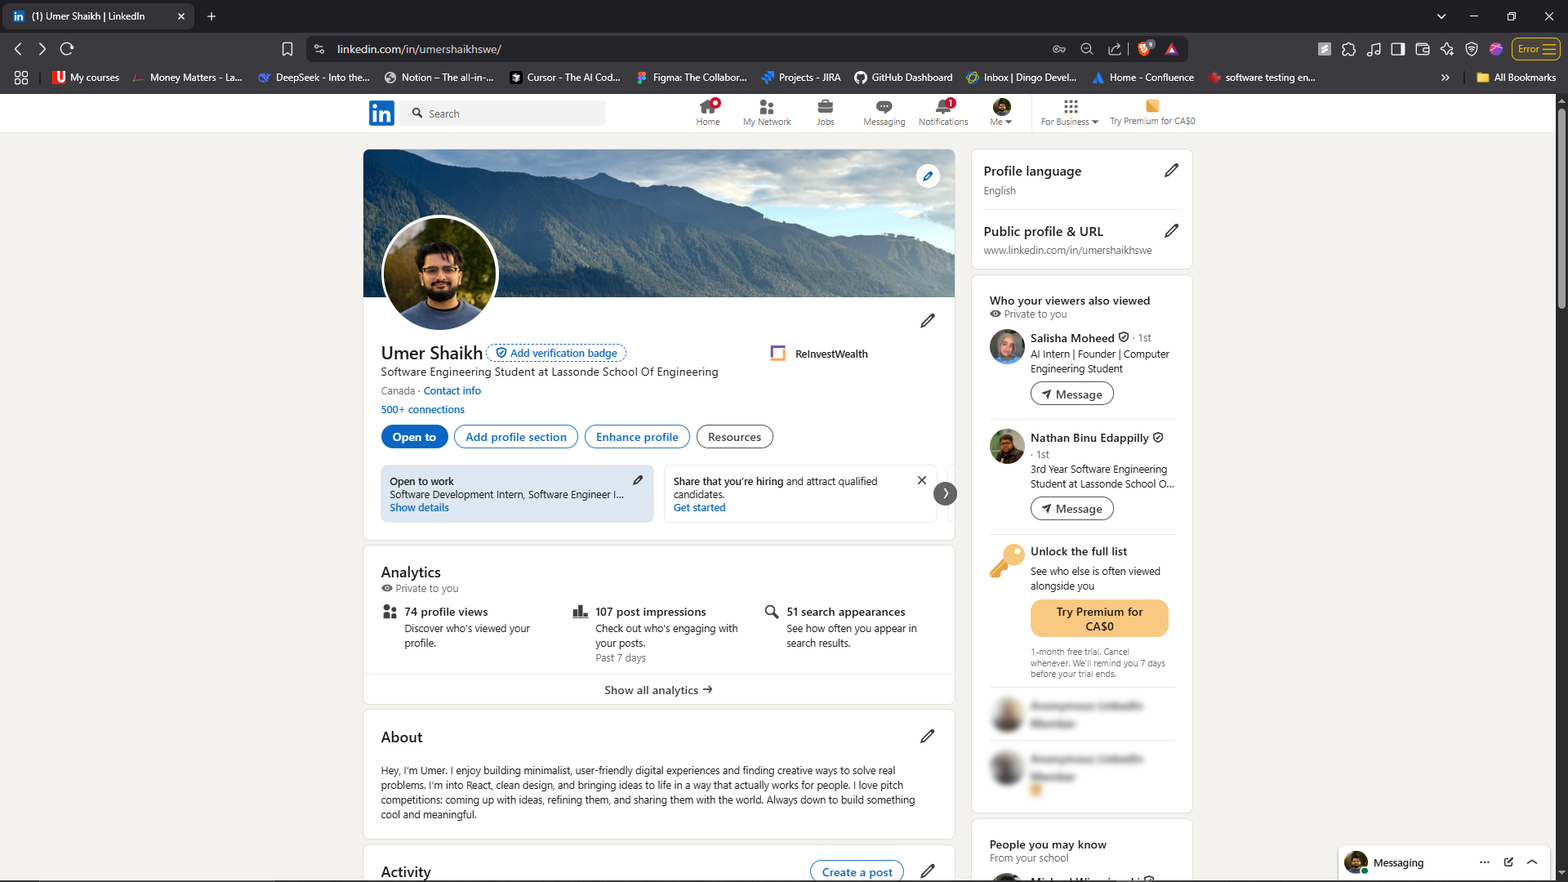 (1) Umer Shaikh | LinkedIn
linkedin.com/in/umershaikhswe/
9
Error
My courses
Money Matters - La...
DeepSeek - Into the...
Notion – The all-in-...
Cursor - The AI Cod...
Figma: The Collabor...
Projects - JIRA
GitHub Dashboard
Inbox | Dingo Devel...
Home - Confluence
software testing en...
All Bookmarks
in
Search
Home
My Network
Jobs
Messaging
1
Notifications
Me
For Business
Try Premium for CA$0
Umer Shaikh
Add verification badge
Software Engineering Student at Lassonde School Of Engineering
Canada · Contact info
500+ connections
ReInvestWealth
Open to
Add profile section
Enhance profile
Resources
Open to work
Software Development Intern, Software Engineer I...
Show details
Share that you're hiring and attract qualified
candidates.
Get started
Analytics
Private to you
74 profile views
Discover who's viewed your
profile.
107 post impressions
Check out who's engaging with
your posts.
Past 7 days
51 search appearances
See how often you appear in
search results.
Show all analytics
About
Hey, I'm Umer. I enjoy building minimalist, user-friendly digital experiences and finding creative ways to solve real
problems. I'm into React, clean design, and bringing ideas to life in a way that actually works for people. I love pitch
competitions: coming up with ideas, refining them, and sharing them with the world. Always down to build something
cool and meaningful.
Activity
Create a post
Profile language
English
Public profile & URL
www.linkedin.com/in/umershaikhswe
Who your viewers also viewed
Private to you
Salisha Moheed · 1st
AI Intern | Founder | Computer
Engineering Student
Message
Nathan Binu Edappilly
· 1st
3rd Year Software Engineering
Student at Lassonde School O...
Message
Unlock the full list
See who else is often viewed
alongside you
Try Premium for
CA$0
1-month free trial. Cancel
whenever. We'll remind you 7 days
before your trial ends.
Anonymous LinkedIn
Member
Anonymous LinkedIn
Member
People you may know
From your school
Messaging